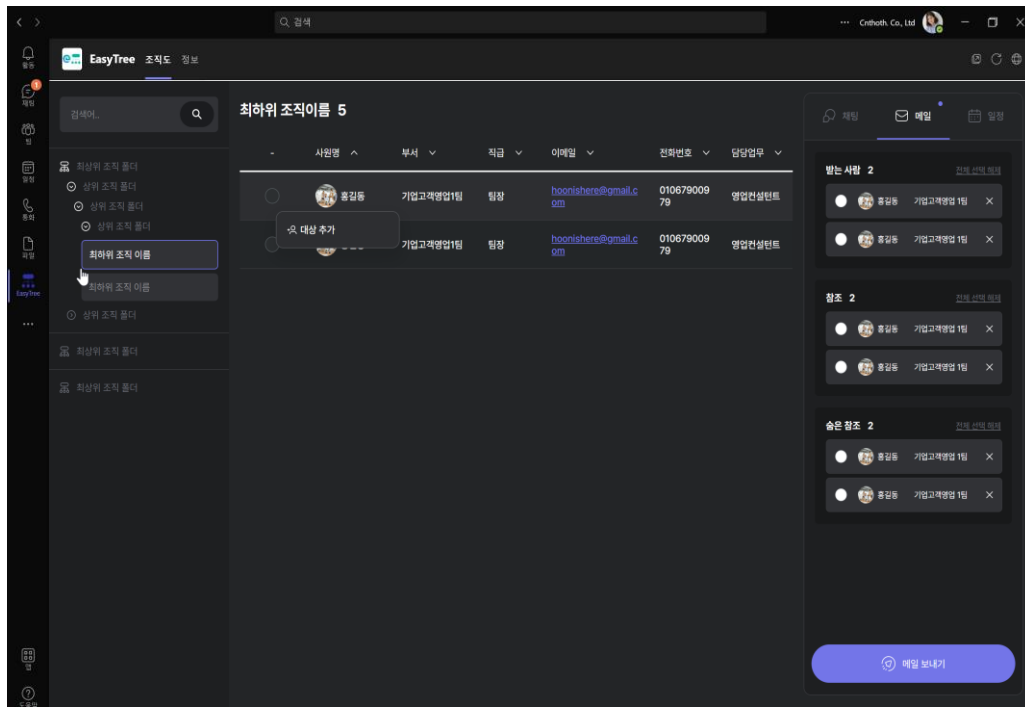 검색
Cnthoth. Co., Ltd
활동
채팅
1
팀
일정
통화
파일
EasyTree
앱
도움말
EasyTree 조직도 정보
검색어..
최상위 조직 폴더
상위 조직 폴더
상위 조직 폴더
상위 조직 폴더
최하위 조직 이름
최하위 조직 이름
상위 조직 폴더
최상위 조직 폴더
최상위 조직 폴더
최하위 조직이름 5
- 사원명 부서 직급 이메일 전화번호 담당업무
홍길동 기업고객영업1팀 팀장 hoonishere@gmail.c 010679009 영업컨설턴트
om 79
대상 추가
기업고객영업1팀 팀장 hoonishere@gmail.c 010679009 영업컨설턴트
om 79
채팅 메일 일정
받는 사람 2 전체 선택 해제
홍길동 기업고객영업 1팀
홍길동 기업고객영업 1팀
참조 2 전체 선택 해제
홍길동 기업고객영업 1팀
홍길동 기업고객영업 1팀
숨은 참조 2 전체 선택 해제
홍길동 기업고객영업 1팀
홍길동 기업고객영업 1팀
메일 보내기